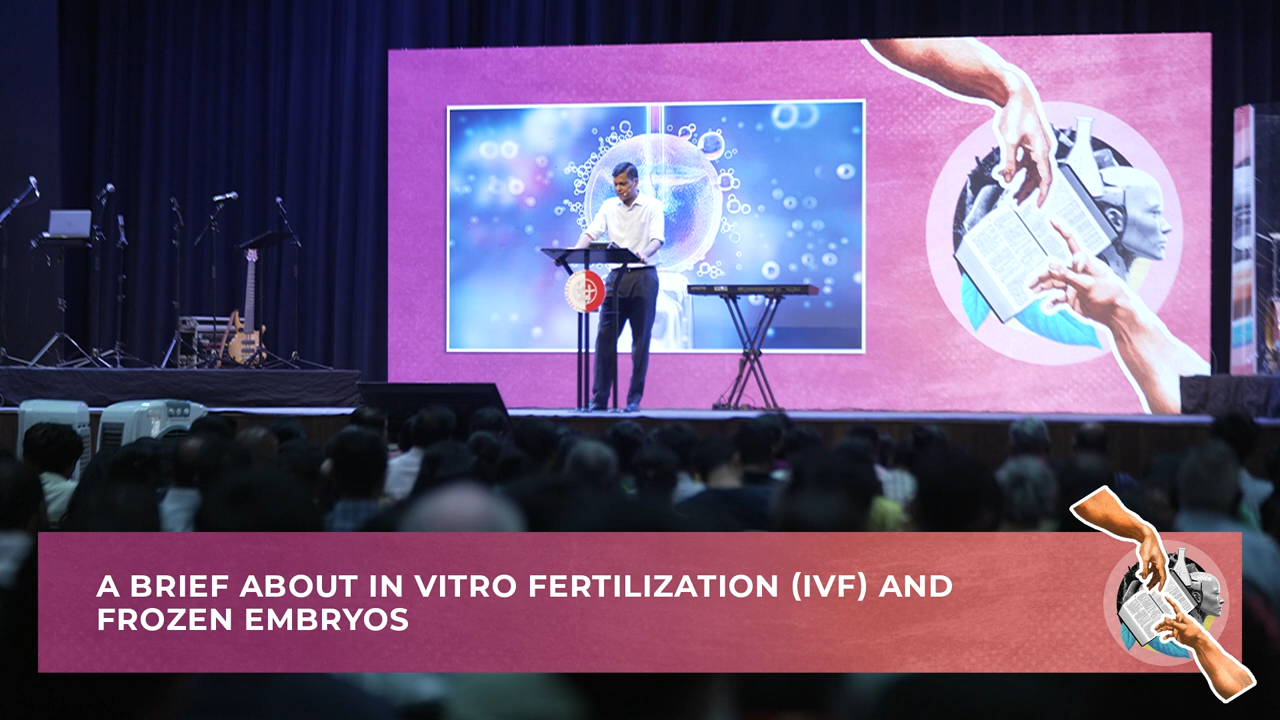 A BRIEF ABOUT IN VITRO FERTILIZATION (IVF) AND
FROZEN EMBRYOS